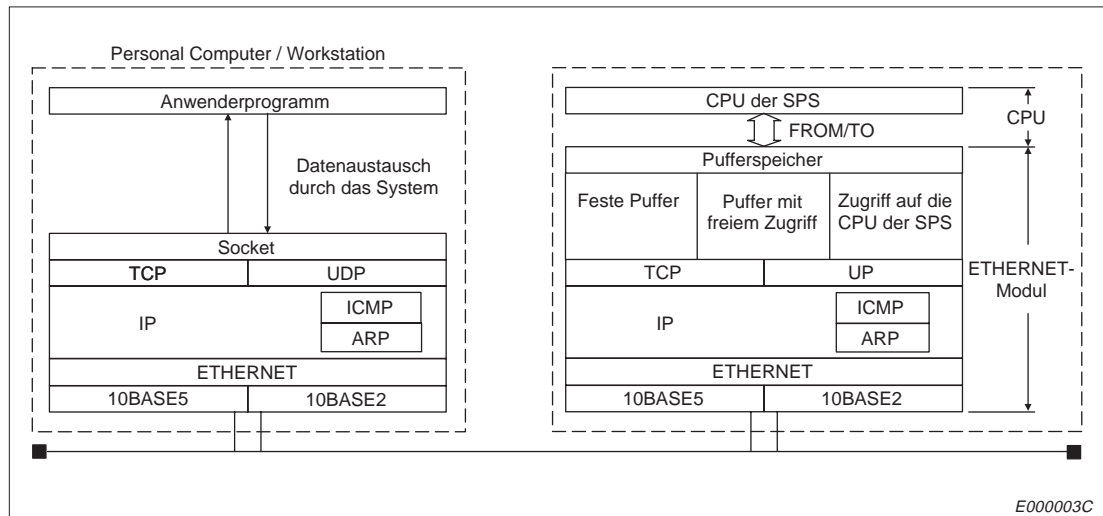 Personal Computer / Workstation
Anwenderprogramm
Datenaustausch
durch das System
Socket
TCP
UDP
IP
ICMP
ARP
ETHERNET
10BASE5
10BASE2
CPU der SPS
FROM/TO
CPU
Pufferspeicher
Feste Puffer
Puffer mit
freiem Zugriff
Zugriff auf die
CPU der SPS
TCP
UP
IP
ICMP
ARP
ETHERNET
10BASE5
10BASE2
ETHERNET-
Modul
E000003C